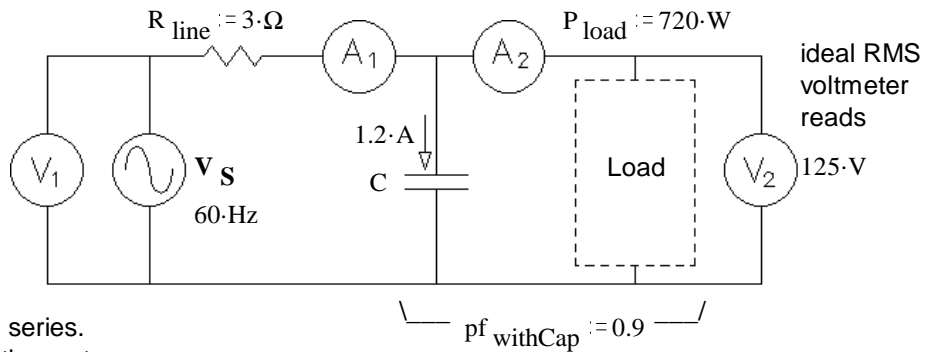 R line := 3·Ω
P load := 720·W
A1
A2
ideal RMS
voltmeter
reads
1.2·A
V1
V S
C
Load
V2
125·V
60·Hz
series.
pf withCap := 0.9